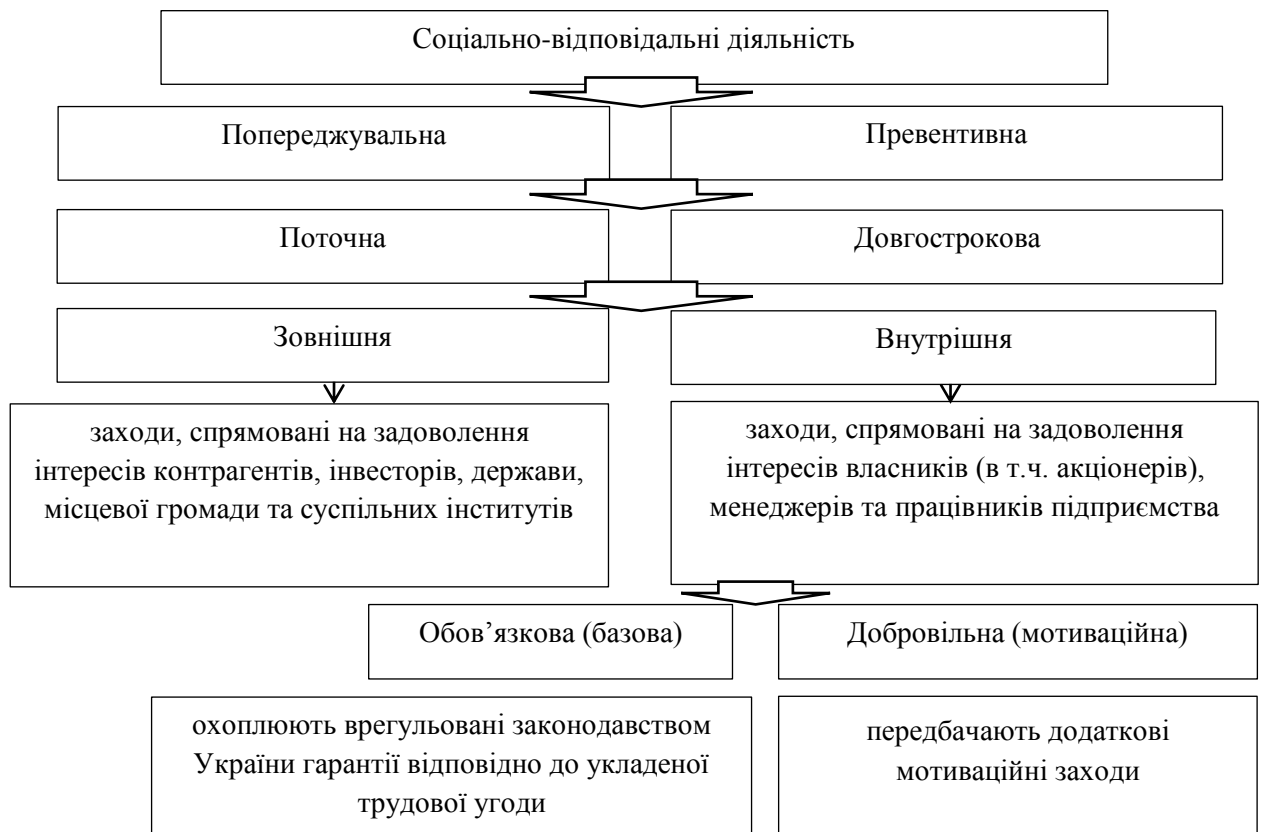 Соціально-відповідальні діяльність
Попереджувальна
Превентивна
Поточна
Довгострокова
Зовнішня
Внутрішня
заходи, спрямовані на задоволення
інтересів контрагентів, інвесторів, держави,
місцевої громади та суспільних інститутів
заходи, спрямовані на задоволення
інтересів власників (в т.ч. акціонерів),
менеджерів та працівників підприємства
Обов’язкова (базова)
Добровільна (мотиваційна)
охоплюють врегульовані законодавством
України гарантії відповідно до укладеної
трудової угоди
передбачають додаткові
мотиваційні заходи